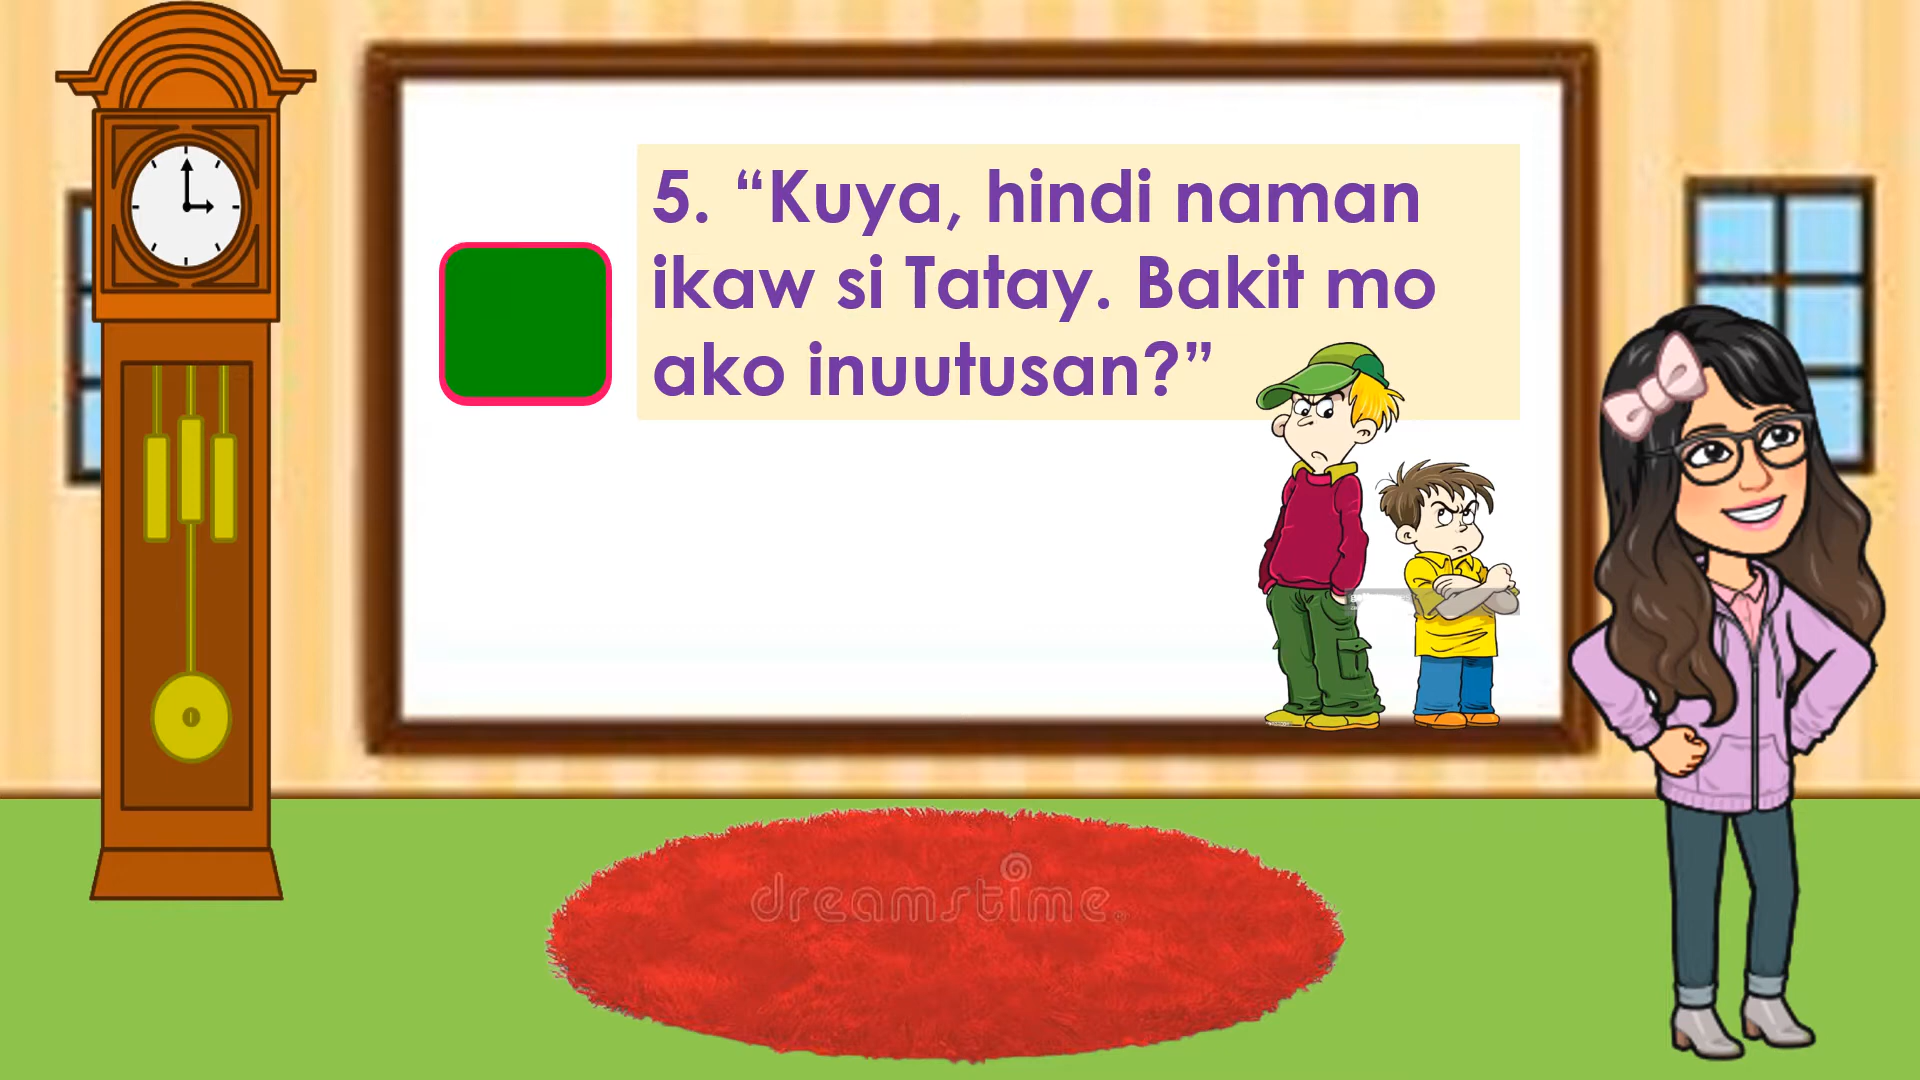 5. “Kuya, hindi naman
ikaw si Tatay. Bakit mo
ako inuutusan?”
dreamstime.